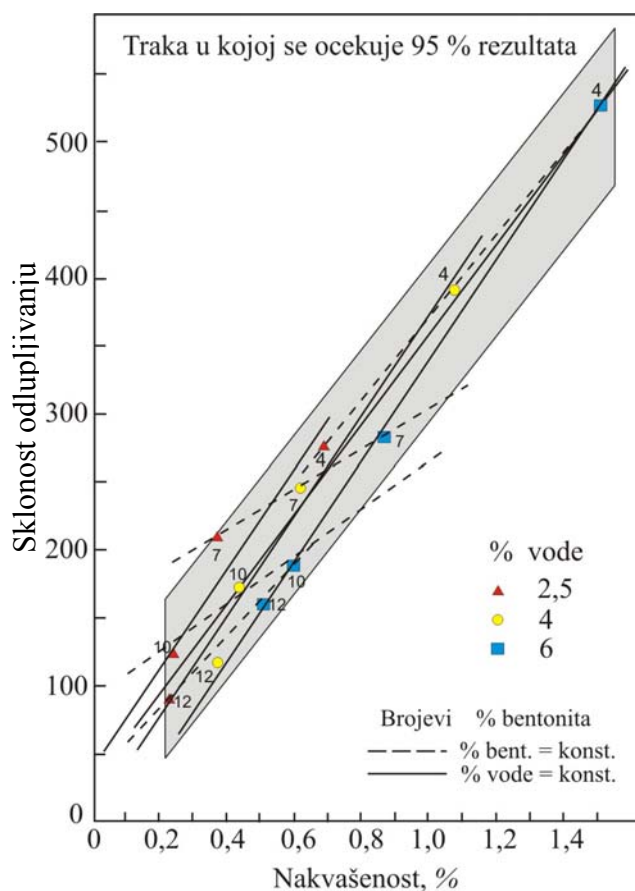 Traka u kojoj se ocekuje 95 % rezultata
Sklonost odlupljivanju
500
400
300
200
100
0
4
4
4
7
7
7
10
10
10
12
12
12
% vode
2,5
4
6
Brojevi % bentonita
% bent. = konst.
% vode = konst.
0 0,2 0,4 0,6 0,8 1,0 1,2 1,4
Nakvašenost, %